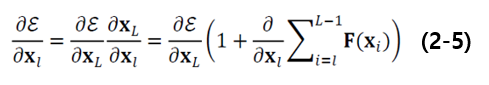 ∂ℰ/∂x_l = ∂ℰ/∂x_L ∂x_L/∂x_l = ∂ℰ/∂x_L (1 + ∂/∂x_l ∑_{i=l}^{L−1} F(x_i)) (2-5)